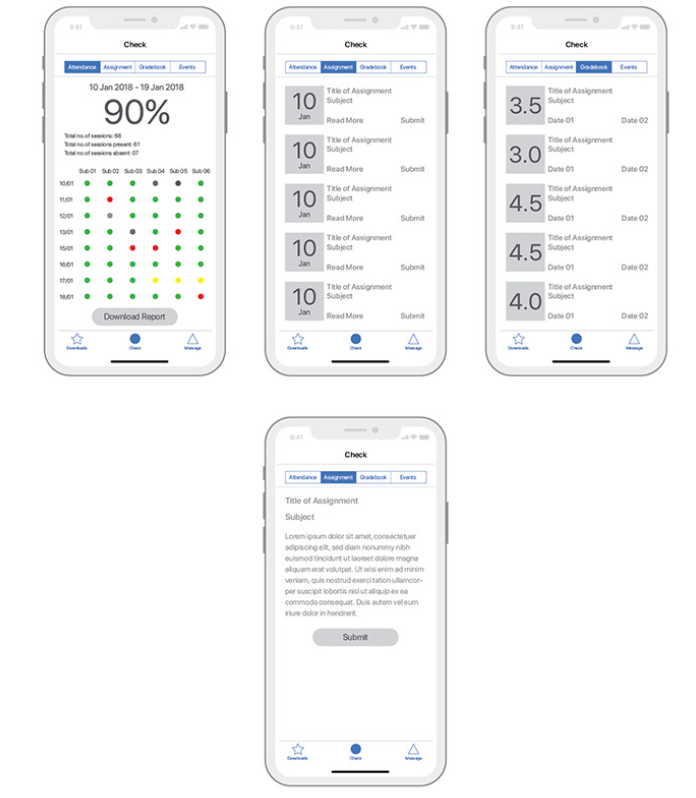 9:41
Check
Attendance Assignment Gradebook Events
10 Jan 2018 - 19 Jan 2018
90%
Total no of sessions: 68
Total no of sessions present: 61
Total no of sessions absent: 07
Sub 01 Sub 02 Sub 03 Sub 04 Sub 05 Sub 06
10/01
11/01
12/01
13/01
15/01
16/01
17/01
18/01
Download Report
Downloads Check Message
9:41
Check
Attendance Assignment Gradebook Events
10
Jan
Title of Assignment
Subject
Read More Submit
10
Jan
Title of Assignment
Subject
Read More Submit
10
Jan
Title of Assignment
Subject
Read More Submit
10
Jan
Title of Assignment
Subject
Read More Submit
10
Jan
Title of Assignment
Subject
Read More Submit
Downloads Check Message
9:41
Check
Attendance Assignment Gradebook Events
3.5
Title of Assignment
Subject
Date 01 Date 02
3.0
Title of Assignment
Subject
Date 01 Date 02
4.5
Title of Assignment
Subject
Date 01 Date 02
4.5
Title of Assignment
Subject
Date 01 Date 02
4.0
Title of Assignment
Subject
Date 01 Date 02
Downloads Check Message
9:41
Check
Attendance Assignment Gradebook Events
Title of Assignment
Subject
Lorem ipsum dolor sit amet, consectetuer
adipiscing elit, sed diam nonummy nibh
euismod tincidunt ut laoreet dolore magna
aliquam erat volutpat. Ut wisi enim ad minim
veniam, quis nostrud exerci tation ullamcor-
per suscipit lobortis nisl ut aliquip ex ea
commodo consequat. Duis autem vel eum
iriure dolor in hendrerit.
Submit
Downloads Check Message